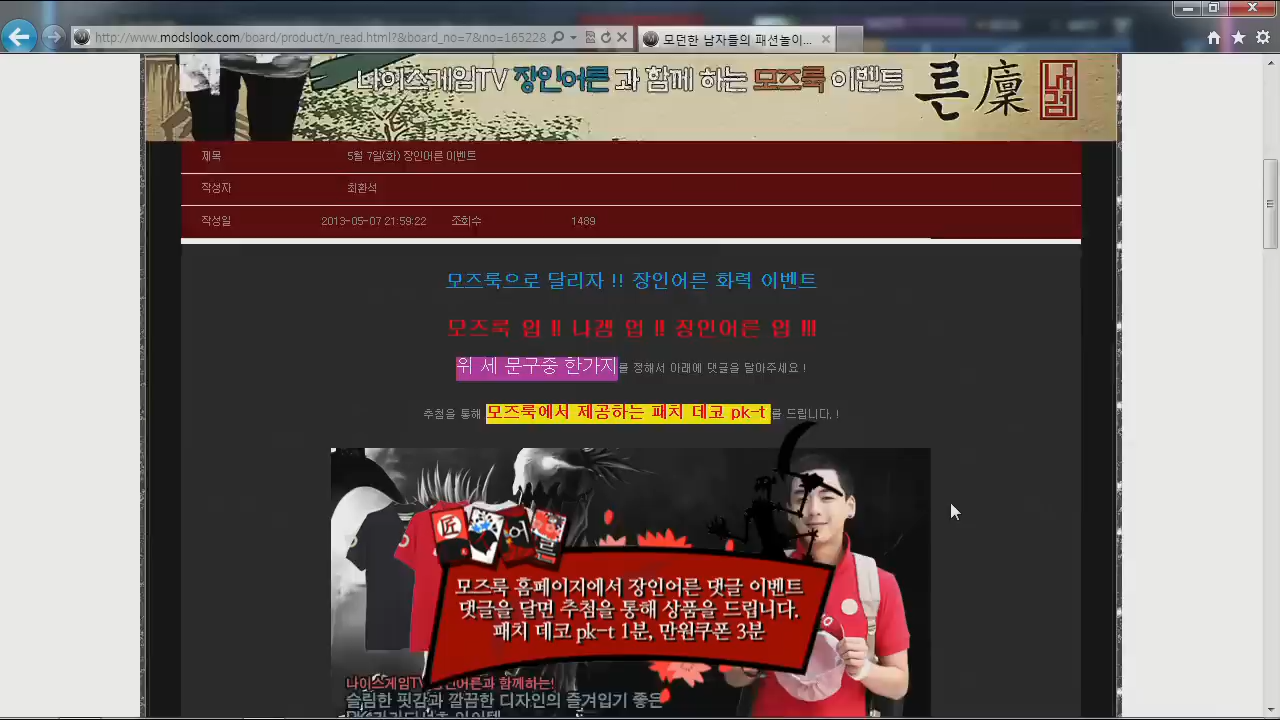 http://www.modslook.com/board/product/n_read.html?&board_no=7&no=165228
모던한 남자들의 패션놀이...
나이스게임TV 장인어른 과 함께 하는 모즈룩 이벤트
른
제목 5월 7일(화) 장인어른 이벤트
작성자 최환석
작성일 2013-05-07 21:59:22 조회수 1489
모즈룩으로 달리자 !! 장인어른 화력 이벤트
모즈룩 업 !! 나겜 업 !! 장인어른 업 !!!
위 세 문구중 한가지를 정해서 아래에 댓글을 달아주세요 !
추첨을 통해 모즈룩에서 제공하는 패치 데코 pk-t 를 드립니다. !
匠 어 른
모즈룩 홈페이지에서 장인어른 댓글 이벤트
댓글을 달면 추첨을 통해 상품을 드립니다.
패치 데코 pk-t 1분, 만원쿠폰 3분
나이스게임TV 장인어른과 함께하는!
슬림한 핏감과 깔끔한 디자인의 즐겨입기 좋은